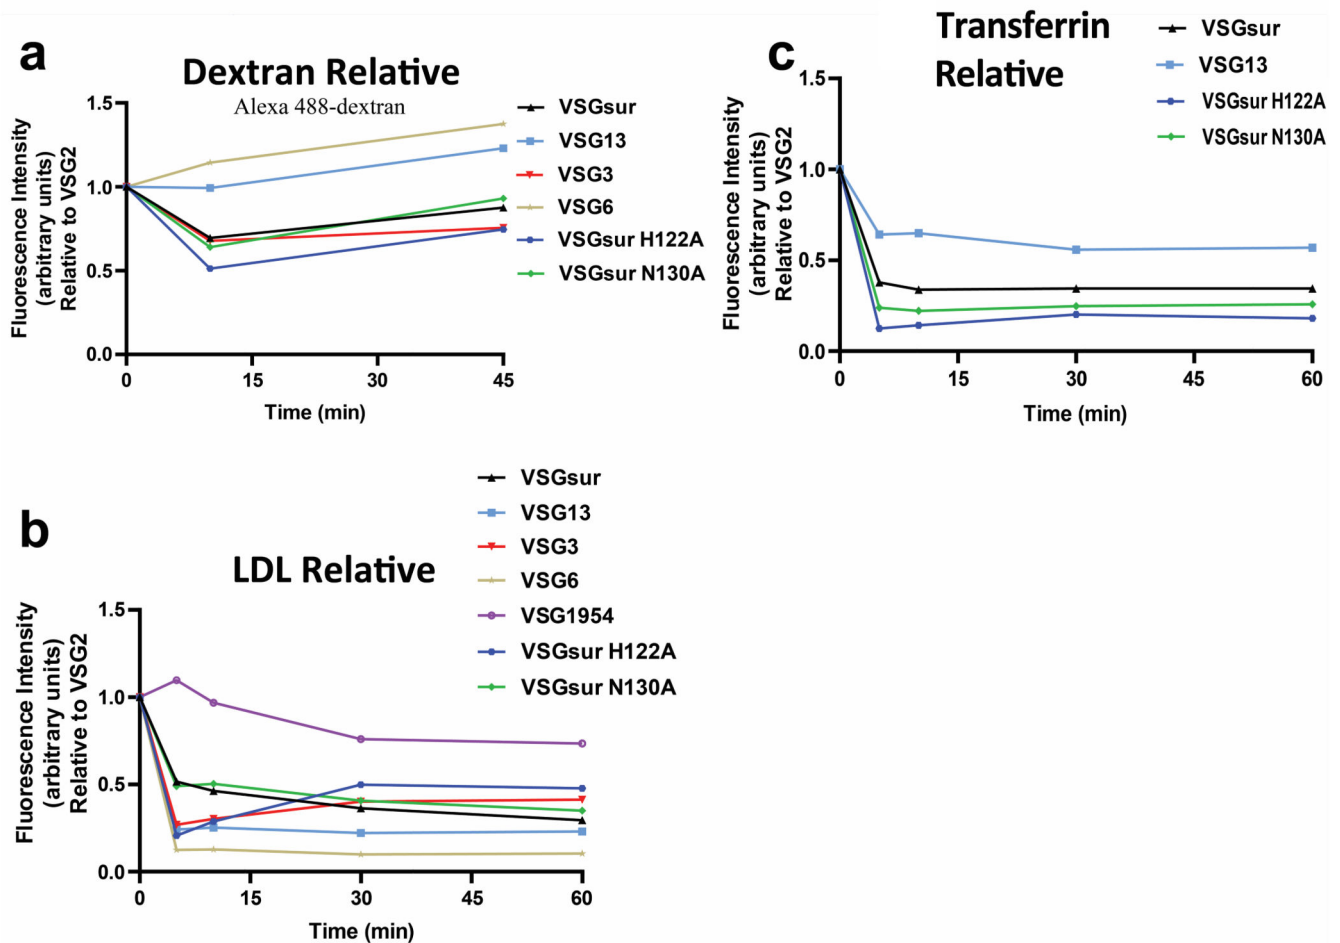 a
Dextran Relative
Alexa 488-dextran
Fluorescence Intensity
(arbitrary units)
Relative to VSG2
1.5
1.0
0.5
0.0
0
15
30
45
Time (min)
VSGsur
VSG13
VSG3
VSG6
VSGsur H122A
VSGsur N130A
c
Transferrin
Relative
VSGsur
VSG13
VSGsur H122A
VSGsur N130A
Fluorescence Intensity
(arbitrary units)
Relative to VSG2
1.5
1.0
0.5
0.0
0
15
30
45
60
Time (min)
b
LDL Relative
VSGsur
VSG13
VSG3
VSG6
VSG1954
VSGsur H122A
VSGsur N130A
Fluorescence Intensity
(arbitrary units)
Relative to VSG2
1.5
1.0
0.5
0.0
0
15
30
45
60
Time (min)